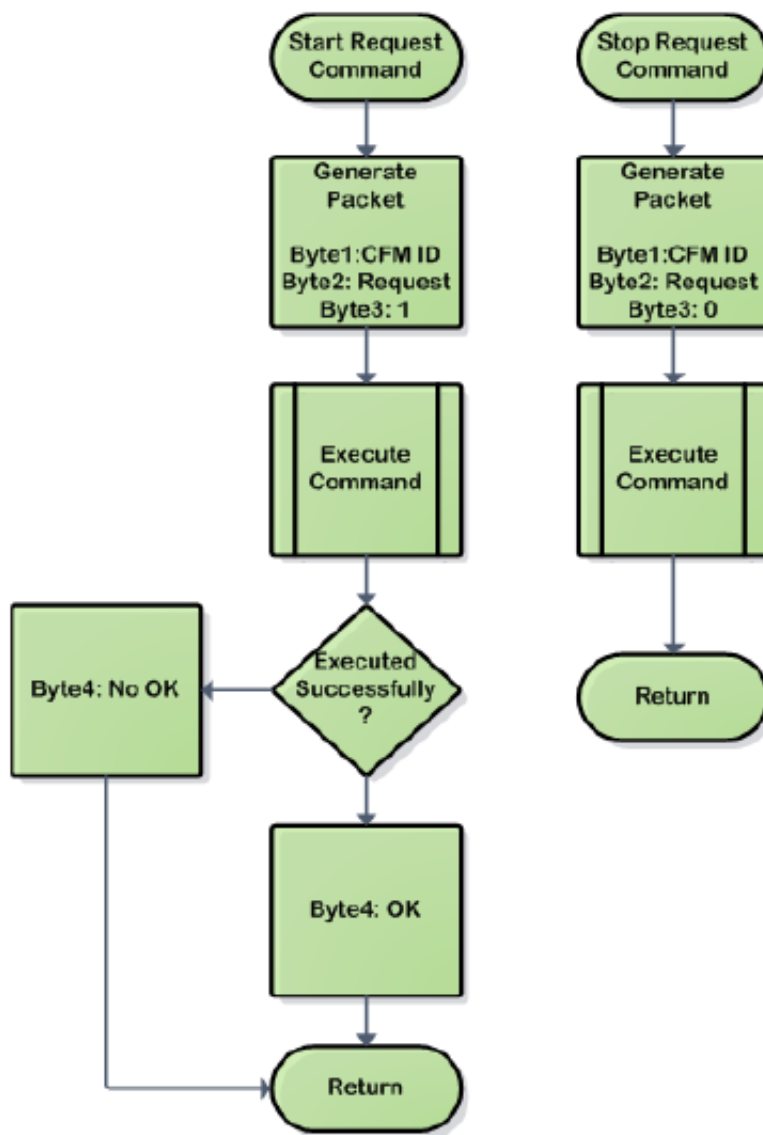 Start Request
Command
Generate
Packet
Byte1:CFM ID
Byte2: Request
Byte3: 1
Execute
Command
Executed
Successfully
?
Byte4: No OK
Byte4: OK
Return
Stop Request
Command
Generate
Packet
Byte1:CFM ID
Byte2: Request
Byte3: 0
Execute
Command
Return